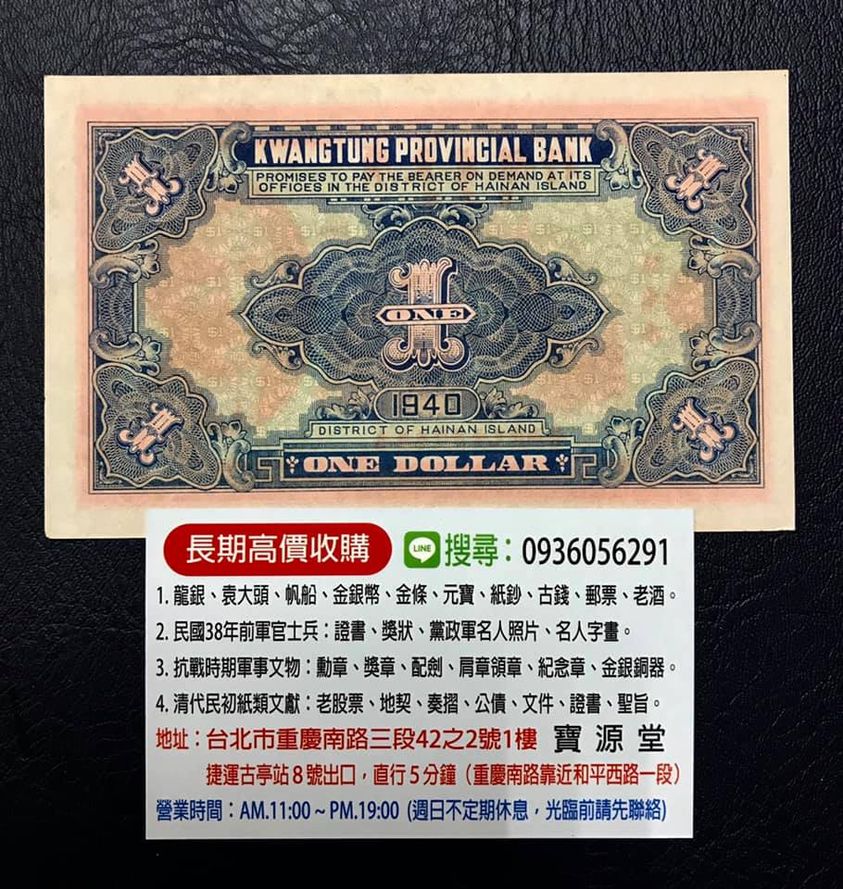 KWANGTUNG PROVINCIAL BANK
PROMISES TO PAY THE BEARER ON DEMAND AT ITS
OFFICES IN THE DISTRICT OF HAINAN ISLAND
1
1
1
ONE
1940
DISTRICT OF HAINAN ISLAND
1
1
ONE DOLLAR
長期高價收購 LINE 搜尋：0936056291
1. 龍銀、袁大頭、帆船、金銀幣、金條、元寶、紙鈔、古錢、郵票、老酒。
2. 民國38年前軍官士兵：證書、獎狀、黨政軍名人照片、名人字畫。
3. 抗戰時期軍事文物：勳章、獎章、配劍、肩章領章、紀念章、金銀銅器。
4. 清代民初紙類文獻：老股票、地契、奏摺、公債、文件、證書、聖旨。
地址：台北市重慶南路三段42之2號1樓 寶源堂
捷運古亭站8號出口，直行5分鐘（重慶南路靠近和平西路一段）
營業時間：AM.11:00 ~ PM.19:00 (週日不定期休息，光臨前請先聯絡)